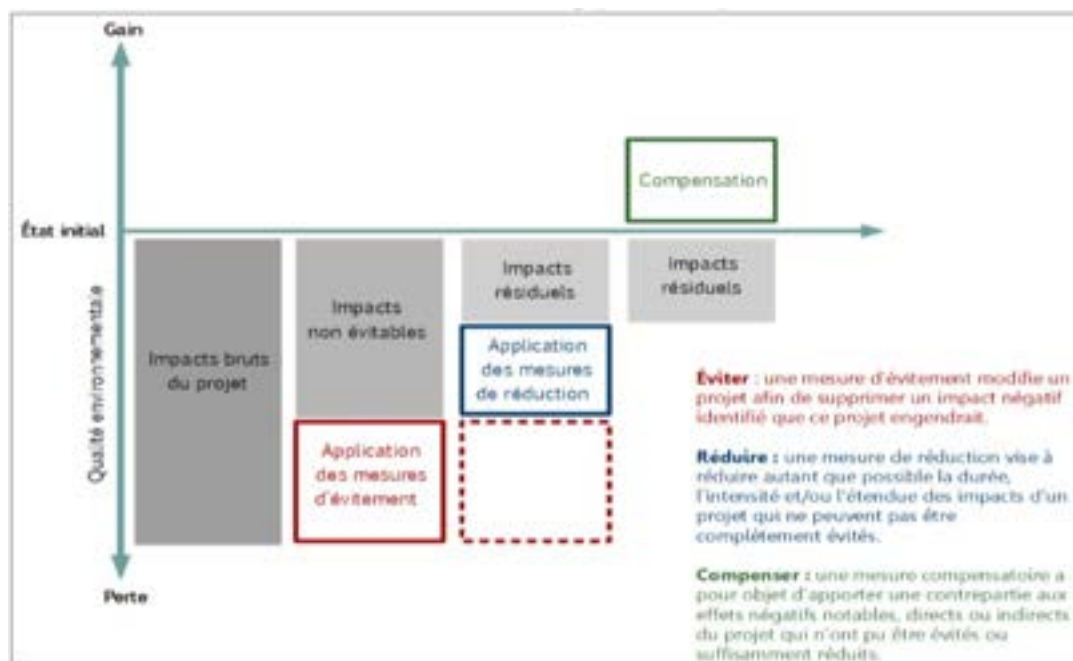 Gain
Compensation
État initial
Impacts bruts
du projet
Impacts
non évitables
Impacts
résiduels
Impacts
résiduels
Application
des mesures
de réduction
Application
des mesures
d'évitement
Qualité environnementale
Perte
Éviter : une mesure d'évitement modifie un
projet afin de supprimer un impact négatif
identifié que ce projet engendrait.
Réduire : une mesure de réduction vise à
réduire autant que possible la durée,
l'intensité et/ou l'étendue des impacts d'un
projet qui ne peuvent pas être
complétement évités.
Compenser : une mesure compensatoire a
pour objet d'apporter une contrepartie aux
effets négatifs notables, directs ou indirects
du projet qui n'ont pu être évités ou
suffisamment réduits.